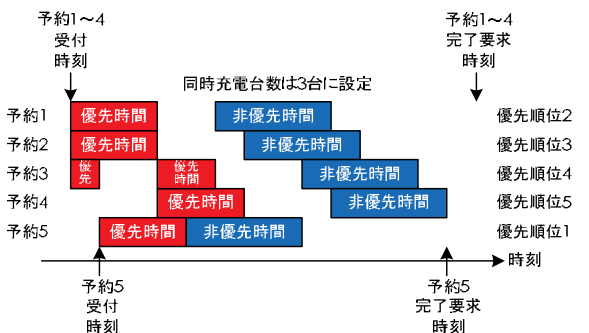 予約1～4
受付
時刻
予約1～4
完了要求
時刻
同時充電台数は3台に設定
予約1 優先時間 非優先時間 優先順位2
予約2 優先時間 非優先時間 優先順位3
予約3 優先 優先時間 非優先時間 優先順位4
予約4 優先時間 非優先時間 優先順位5
予約5 優先時間 非優先時間 優先順位1
時刻
予約5
受付
時刻
予約5
完了要求
時刻